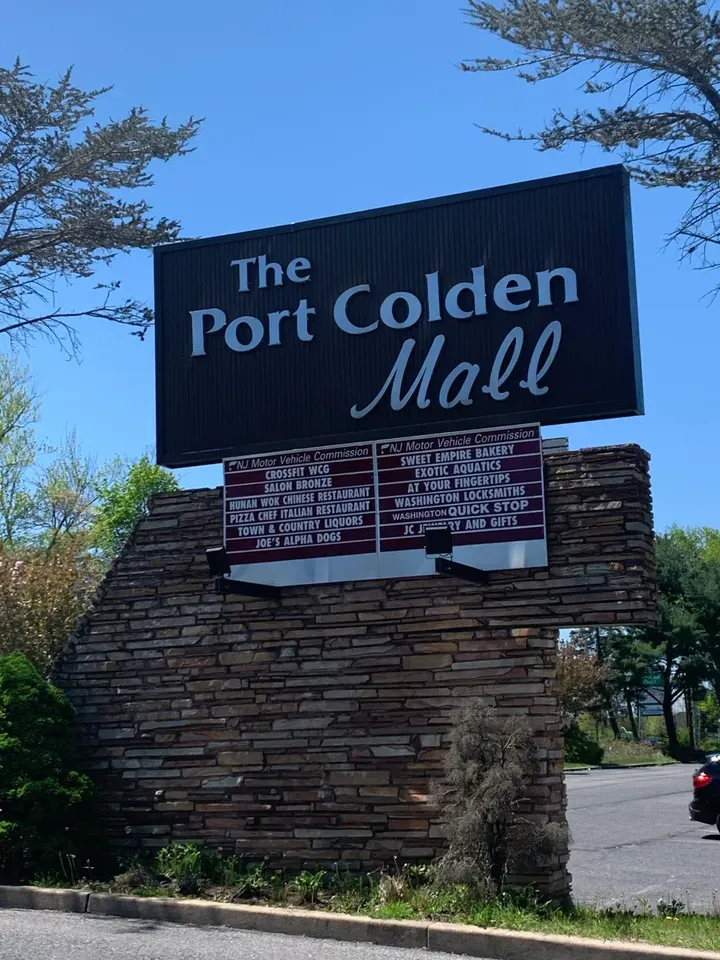 The
Port Colden
Mall
NJ Motor Vehicle Commission
CROSSFIT WCG
SALON BRONZE
HUNAN WOK CHINESE RESTAURANT
PIZZA CHEF ITALIAN RESTAURANT
TOWN & COUNTRY LIQUORS
JOE'S ALPHA DOGS
NJ Motor Vehicle Commission
SWEET EMPIRE BAKERY
EXOTIC AQUATICS
AT YOUR FINGERTIPS
WASHINGTON LOCKSMITHS
WASHINGTON QUICK STOP
JC AND GIFTS